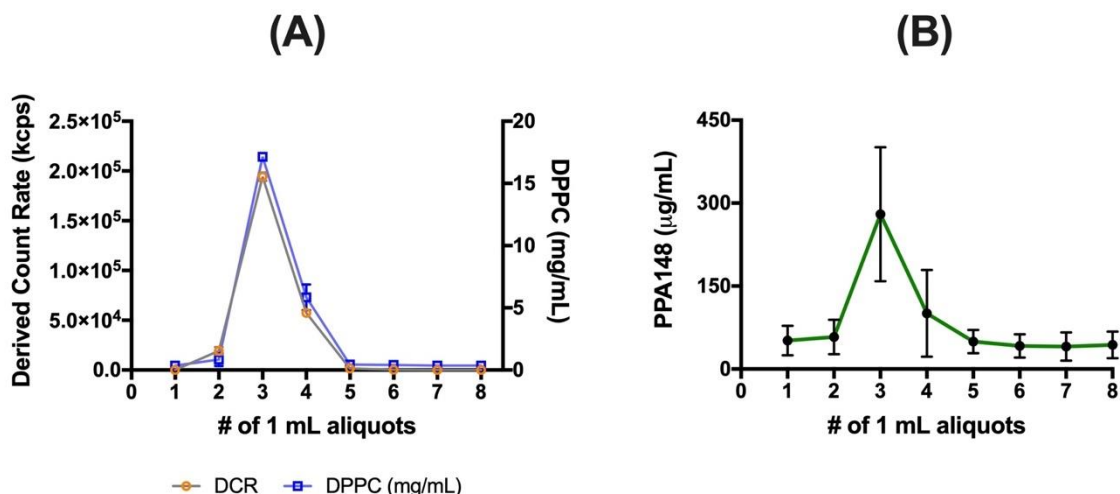 (A)
2.5×10⁵
2.0×10⁵
1.5×10⁵
1.0×10⁵
5.0×10⁴
0.0
Derived Count Rate (kcps)
20
15
10
5
0
DPPC (mg/mL)
0 1 2 3 4 5 6 7 8
# of 1 mL aliquots
DCR DPPC (mg/mL)
(B)
450
300
150
0
PPA148 (µg/mL)
0 1 2 3 4 5 6 7 8
# of 1 mL aliquots